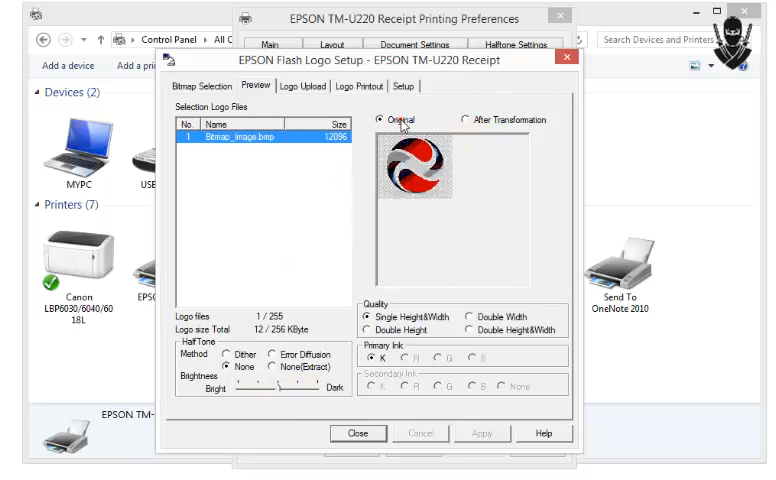 EPSON TM-U220 Receipt Printing Preferences
Control Panel
All C
Search Devices and Printers
Main
Layout
Document Settings
Halftone Settings
Add a device
Add a prin
EPSON Flash Logo Setup - EPSON TM-U220 Receipt
Bitmap Selection
Preview
Logo Upload
Logo Printout
Setup
Devices (2)
MYPC
USB
Printers (7)
Canon
LBP6030/6040/60
18L
EPS
Send To
OneNote 2010
EPSON TM-
Selection Logo Files
No. Name Size
1 Bitmap_image.bmp 12096
Original
After Transformation
Logo files 1 / 255
Logo size Total 12 / 256 KByte
HalfTone
Method Dither Error Diffusion
None None(Extract)
Brightness
Bright Dark
Quality
Single Height&Width Double Width
Double Height Double Height&Width
Primary Ink
K R G B
Secondary Ink
K R G B None
Close Cancel Apply Help